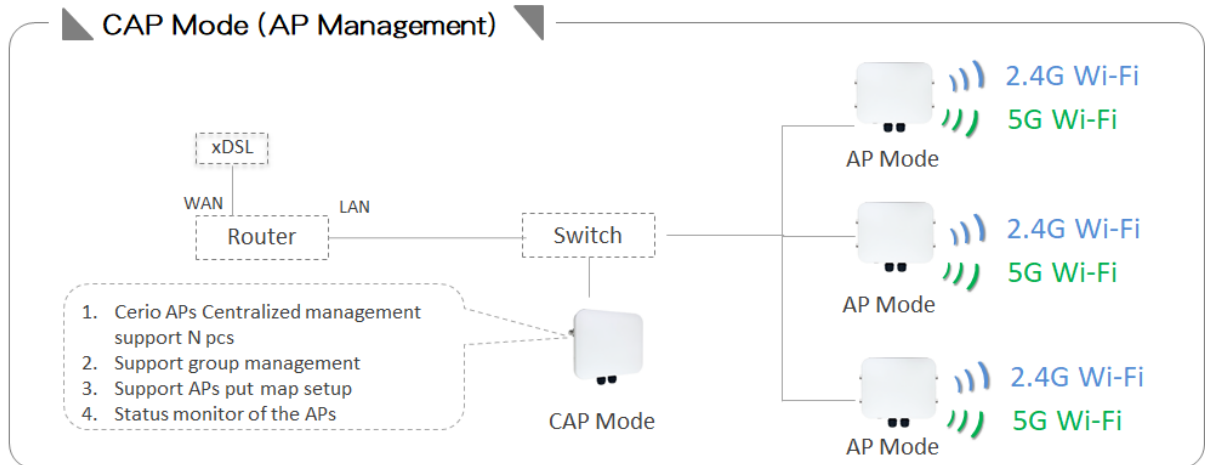 CAP Mode (AP Management)
xDSL
WAN
LAN
Router
Switch
1. Cerio APs Centralized management
support N pcs
2. Support group management
3. Support APs put map setup
4. Status monitor of the APs
CAP Mode
2.4G Wi-Fi
5G Wi-Fi
AP Mode
2.4G Wi-Fi
5G Wi-Fi
AP Mode
2.4G Wi-Fi
5G Wi-Fi
AP Mode